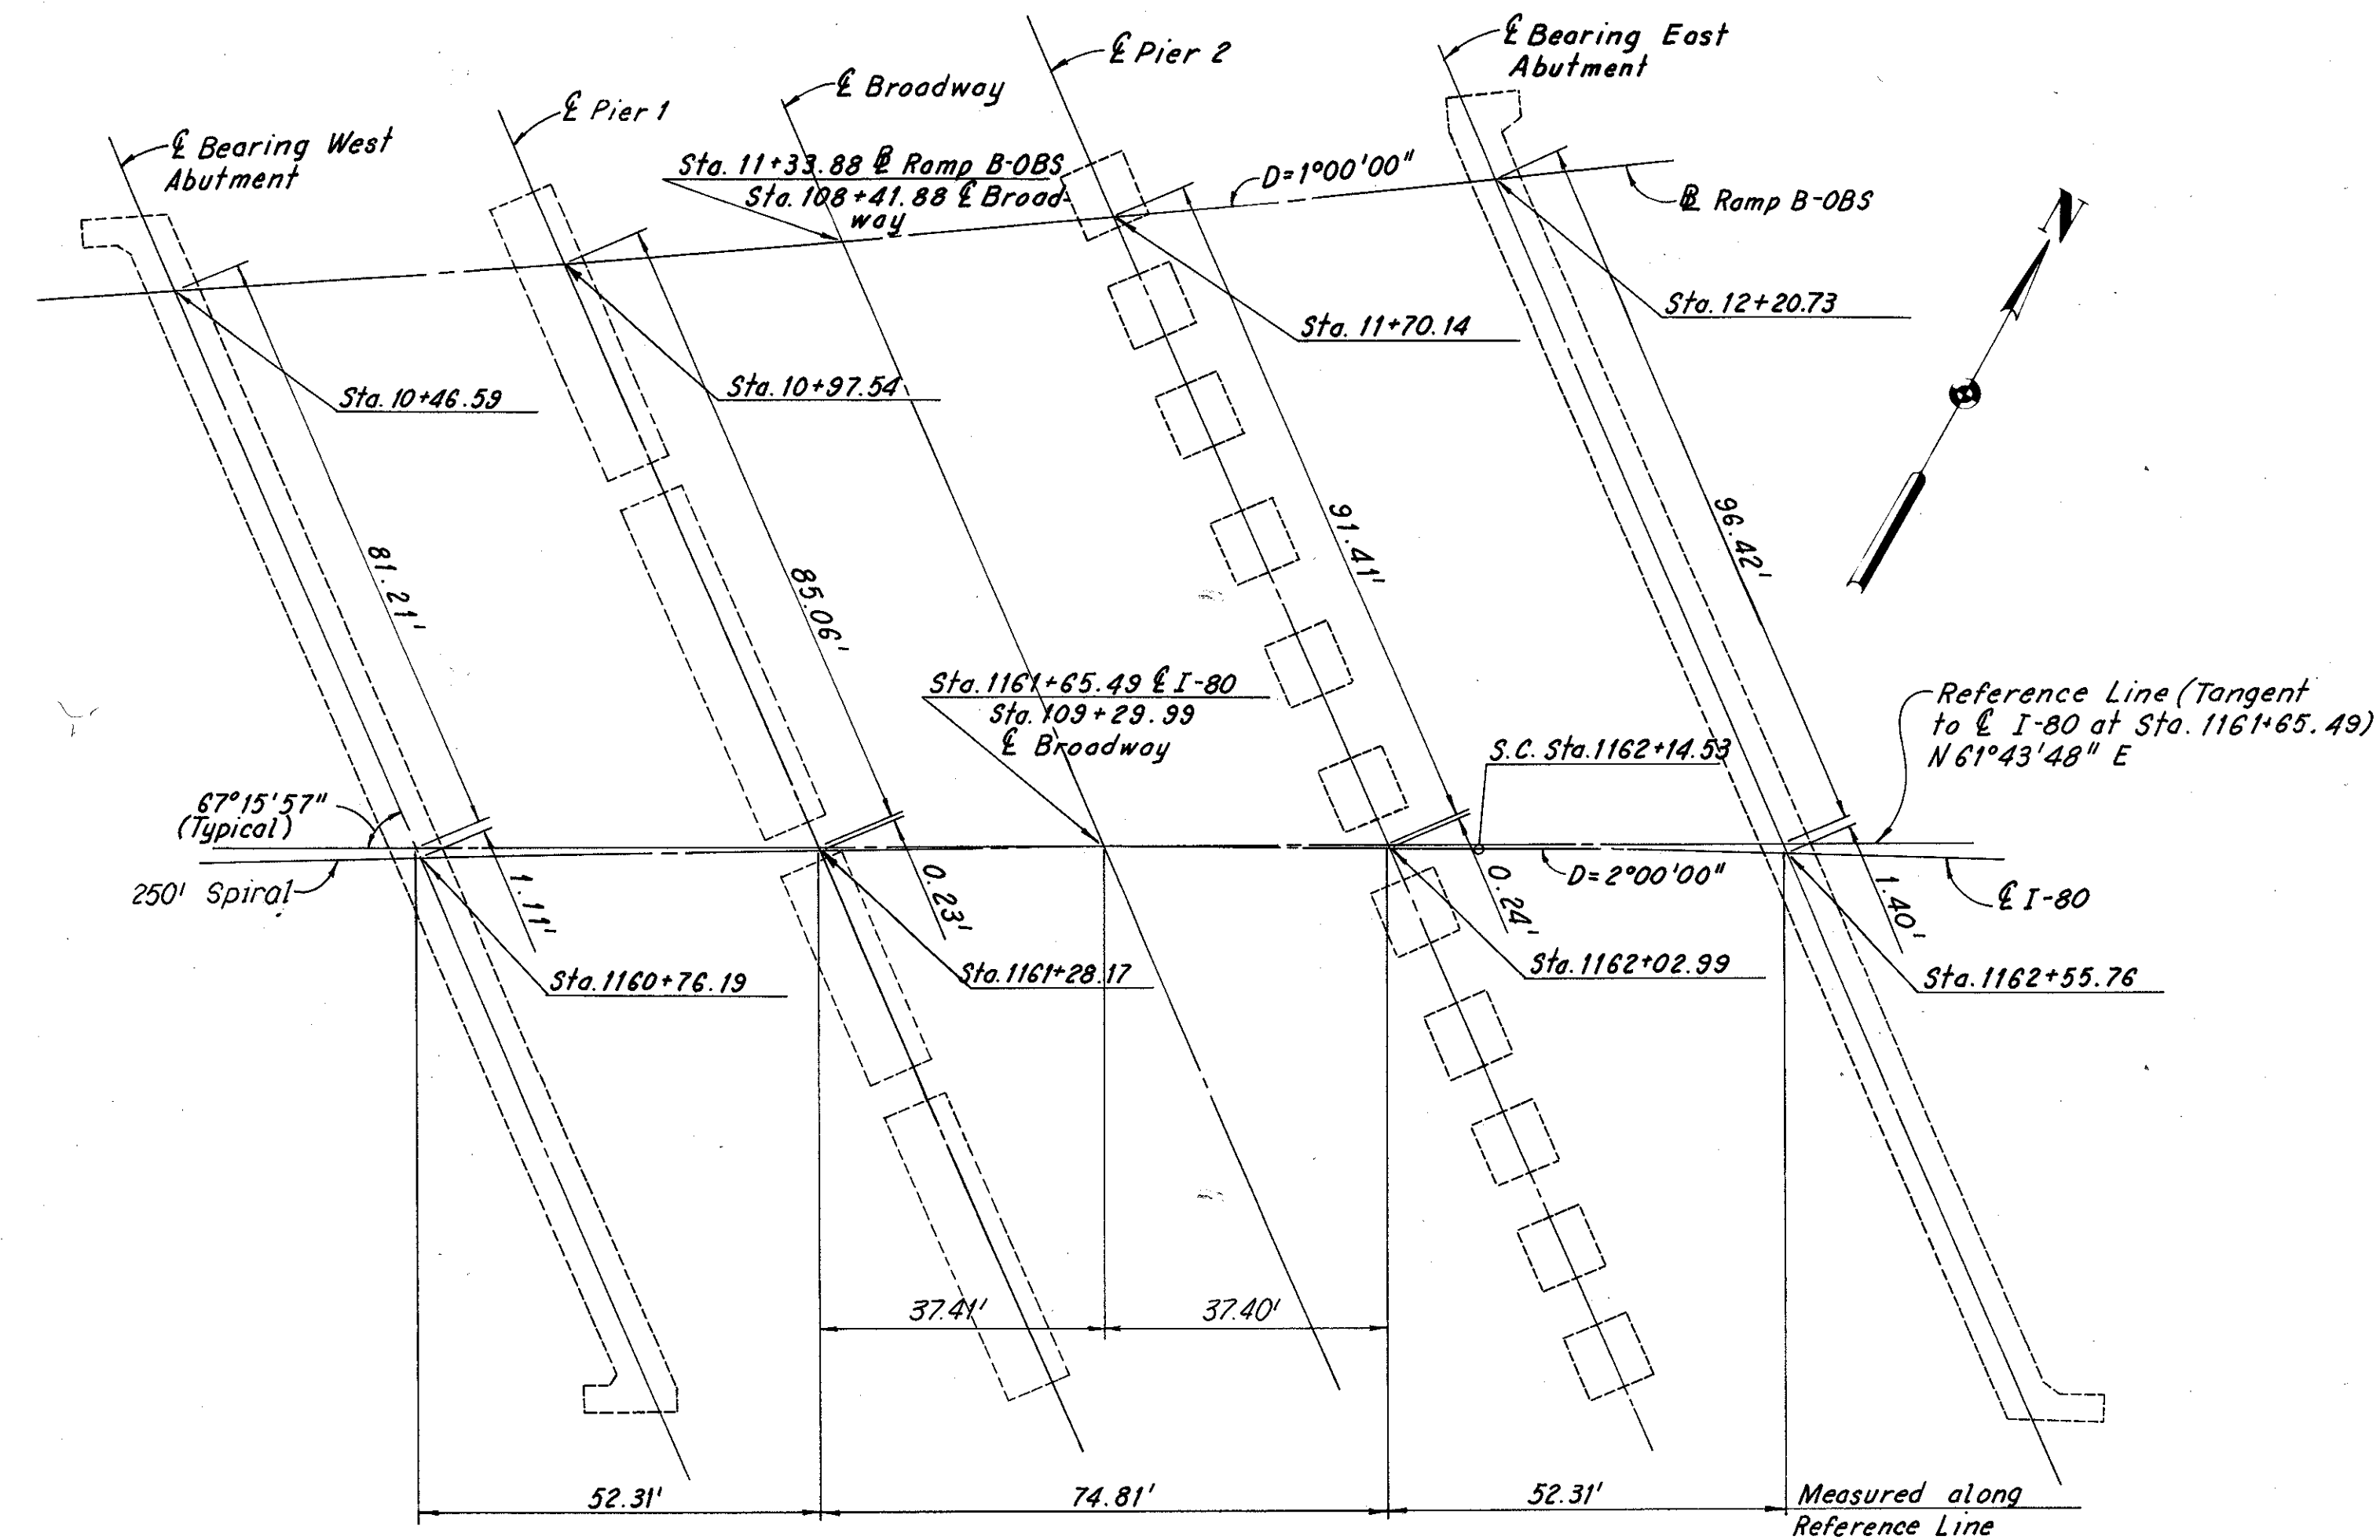 ℄ Bearing East
Abutment
℄ Pier 2
℄ Broadway
℄ Pier 1
℄ Bearing West
Abutment
Sta. 11+33.88 ⅊ Ramp B-OBS
Sta. 108+41.88 ℄ Broad-
way
D=1°00'00"
⅊ Ramp B-OBS
N
Sta. 12+20.73
Sta. 11+70.14
Sta. 10+97.54
Sta. 10+46.59
81.21'
85.06'
91.41'
96.42'
Sta. 1161+65.49 ℄ I-80
Sta. 109+29.99
℄ Broadway
S.C. Sta. 1162+14.53
Reference Line (Tangent
to ℄ I-80 at Sta. 1161+65.49)
N 61°43'48" E
67°15'57"
(Typical)
250' Spiral
1.11'
0.23'
0.24'
D=2°00'00"
1.40'
℄ I-80
Sta. 1160+76.19
Sta. 1161+28.17
Sta. 1162+02.99
Sta. 1162+55.76
37.41'
37.40'
52.31'
74.81'
52.31'
Measured along
Reference Line